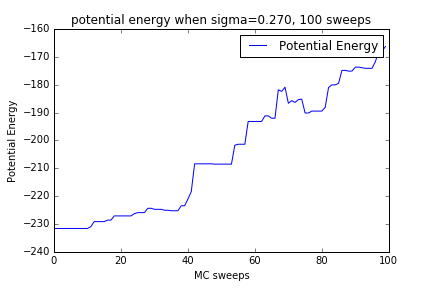 potential energy when sigma=0.270, 100 sweeps
Potential Energy
−160
−170
−180
−190
−200
−210
−220
−230
−240
Potential Energy
0 20 40 60 80 100
MC sweeps